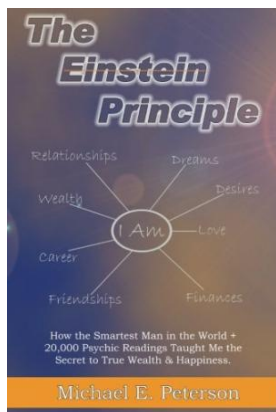 The
Einstein
Principle
Relationships
Dreams
Desires
Wealth
I Am
Love
Career
Friendships
Finances
How the Smartest Man in the World +
20,000 Psychic Readings Taught Me the
Secret to True Wealth & Happiness.
Michael E. Peterson